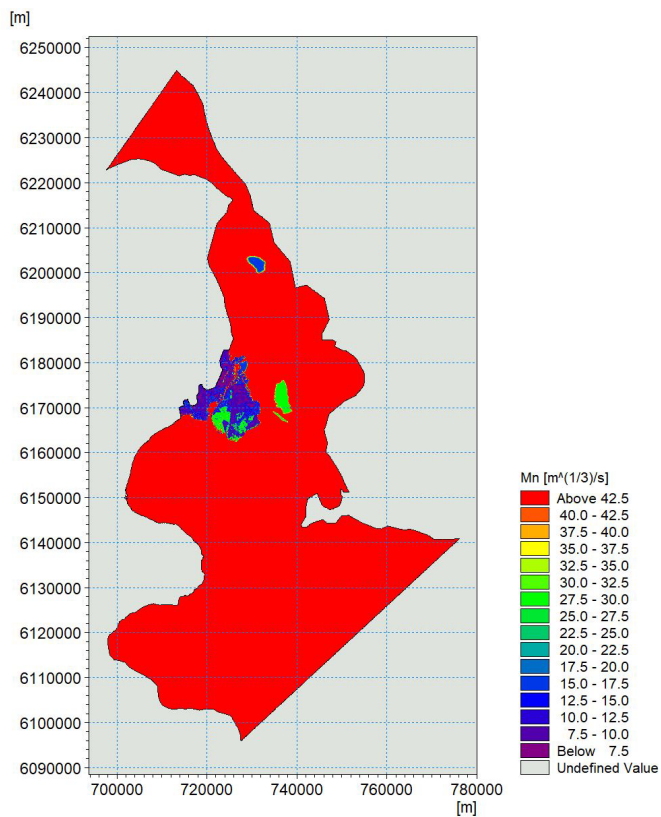 [m]
6250000
6240000
6230000
6220000
6210000
6200000
6190000
6180000
6170000
6160000
6150000
6140000
6130000
6120000
6110000
6100000
6090000
700000 720000 740000 760000 780000
[m]
Mn [m^(1/3)/s]
Above 42.5
40.0 - 42.5
37.5 - 40.0
35.0 - 37.5
32.5 - 35.0
30.0 - 32.5
27.5 - 30.0
25.0 - 27.5
22.5 - 25.0
20.0 - 22.5
17.5 - 20.0
15.0 - 17.5
12.5 - 15.0
10.0 - 12.5
7.5 - 10.0
Below 7.5
Undefined Value